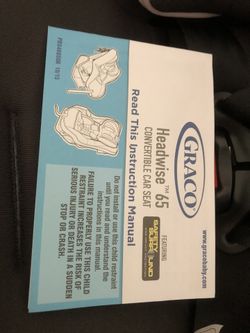 www.gracobaby.com
GRACO
Headwise™ 65
CONVERTIBLE CAR SEAT
FEATURING
SAFETY
SURROUND
Read This Instruction Manual
Do not install or use this child restraint
until you read and understand the
instructions in this manual.
FAILURE TO PROPERLY USE THIS CHILD
RESTRAINT INCREASES THE RISK OF
SERIOUS INJURY OR DEATH IN A SUDDEN
STOP OR CRASH.